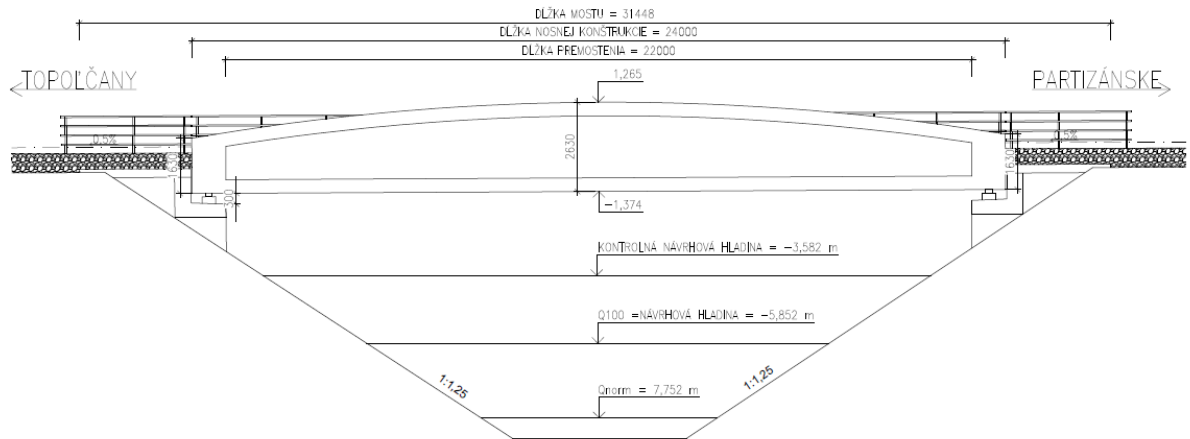 DĹŽKA MOSTU = 31448
DĹŽKA NOSNEJ KONŠTRUKCIE = 24000
DĹŽKA PREMOSTENIA = 22000
TOPOĽČANY
1,265
PARTIZÁNSKE
0.5%
0.5%
1630
2630
1630
300
-1,374
KONTROLNÁ NÁVRHOVÁ HLADINA = -3,582 m
Q100 =NÁVRHOVÁ HLADINA = -5,852 m
1:1,25
1:1,25
Qnorm = 7,752 m